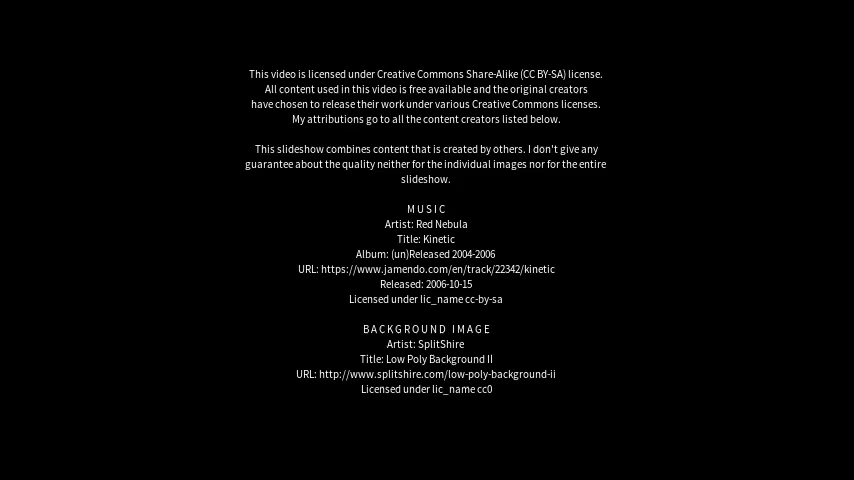 This video is licensed under Creative Commons Share-Alike (CC BY-SA) license.
All content used in this video is free available and the original creators
have chosen to release their work under various Creative Commons licenses.
My attributions go to all the content creators listed below.
This slideshow combines content that is created by others. I don't give any
guarantee about the quality neither for the individual images nor for the entire
slideshow.
MUSIC
Artist: Red Nebula
Title: Kinetic
Album: (un)Released 2004-2006
URL: https://www.jamendo.com/en/track/22342/kinetic
Released: 2006-10-15
Licensed under lic_name cc-by-sa
BACKGROUND IMAGE
Artist: SplitShire
Title: Low Poly Background II
URL: http://www.splitshire.com/low-poly-background-ii
Licensed under lic_name cc0